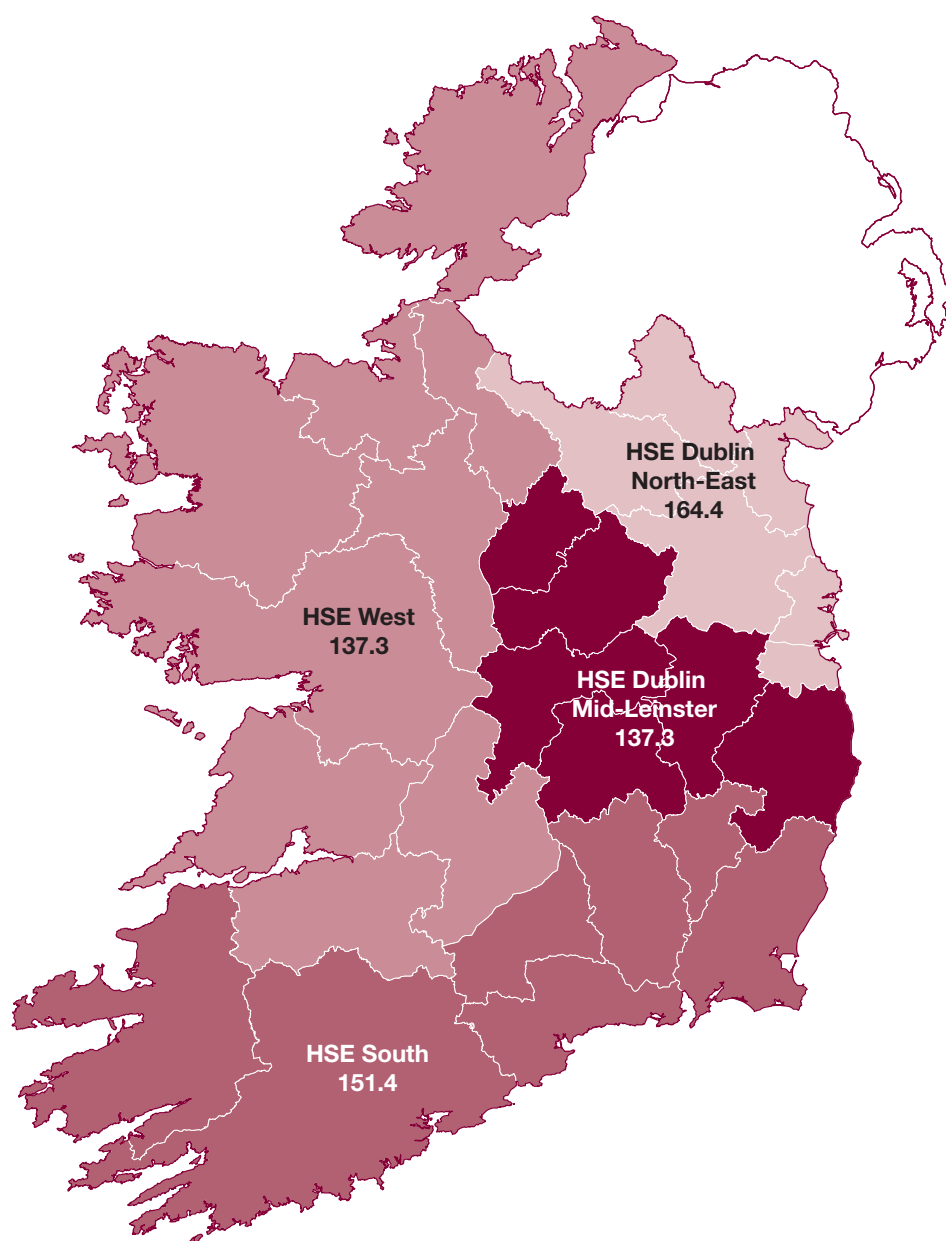 HSE Dublin
North-East
164.4
HSE West
137.3
HSE Dublin
Mid-Leinster
137.3
HSE South
151.4